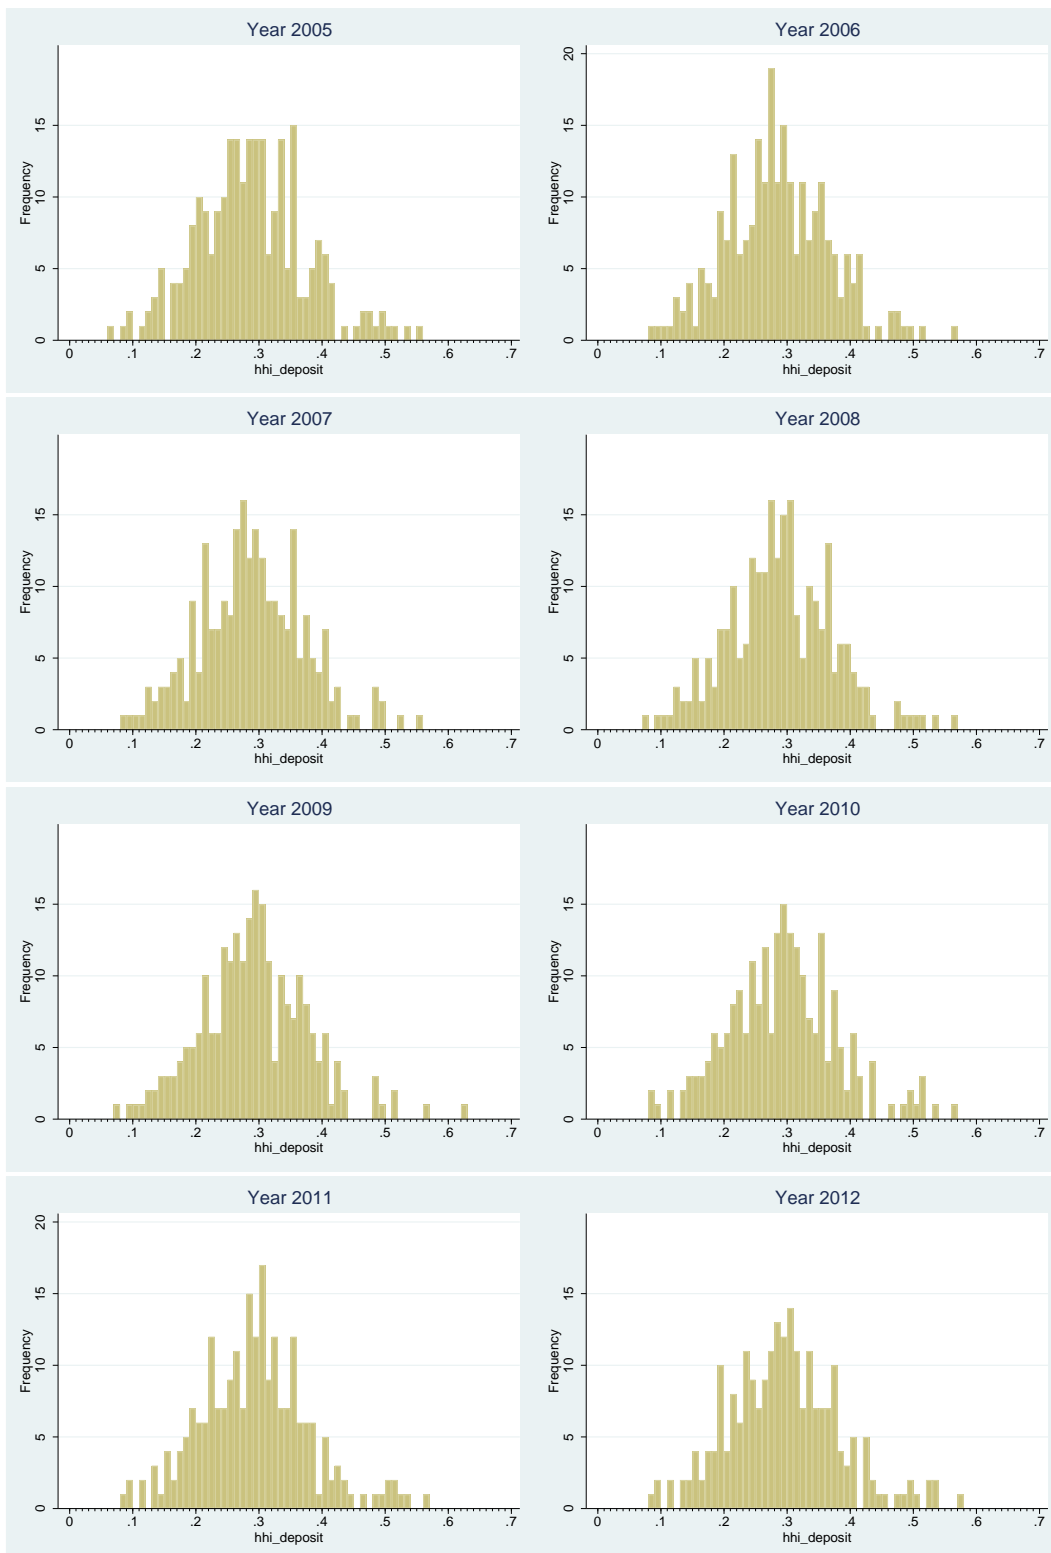 Year 2005
Frequency
15
10
5
0
0 .1 .2 .3 .4 .5 .6 .7
hhi_deposit
Year 2006
Frequency
20
15
10
5
0
0 .1 .2 .3 .4 .5 .6 .7
hhi_deposit
Year 2007
Frequency
15
10
5
0
0 .1 .2 .3 .4 .5 .6 .7
hhi_deposit
Year 2008
Frequency
15
10
5
0
0 .1 .2 .3 .4 .5 .6 .7
hhi_deposit
Year 2009
Frequency
15
10
5
0
0 .1 .2 .3 .4 .5 .6 .7
hhi_deposit
Year 2010
Frequency
15
10
5
0
0 .1 .2 .3 .4 .5 .6 .7
hhi_deposit
Year 2011
Frequency
20
15
10
5
0
0 .1 .2 .3 .4 .5 .6 .7
hhi_deposit
Year 2012
Frequency
15
10
5
0
0 .1 .2 .3 .4 .5 .6 .7
hhi_deposit